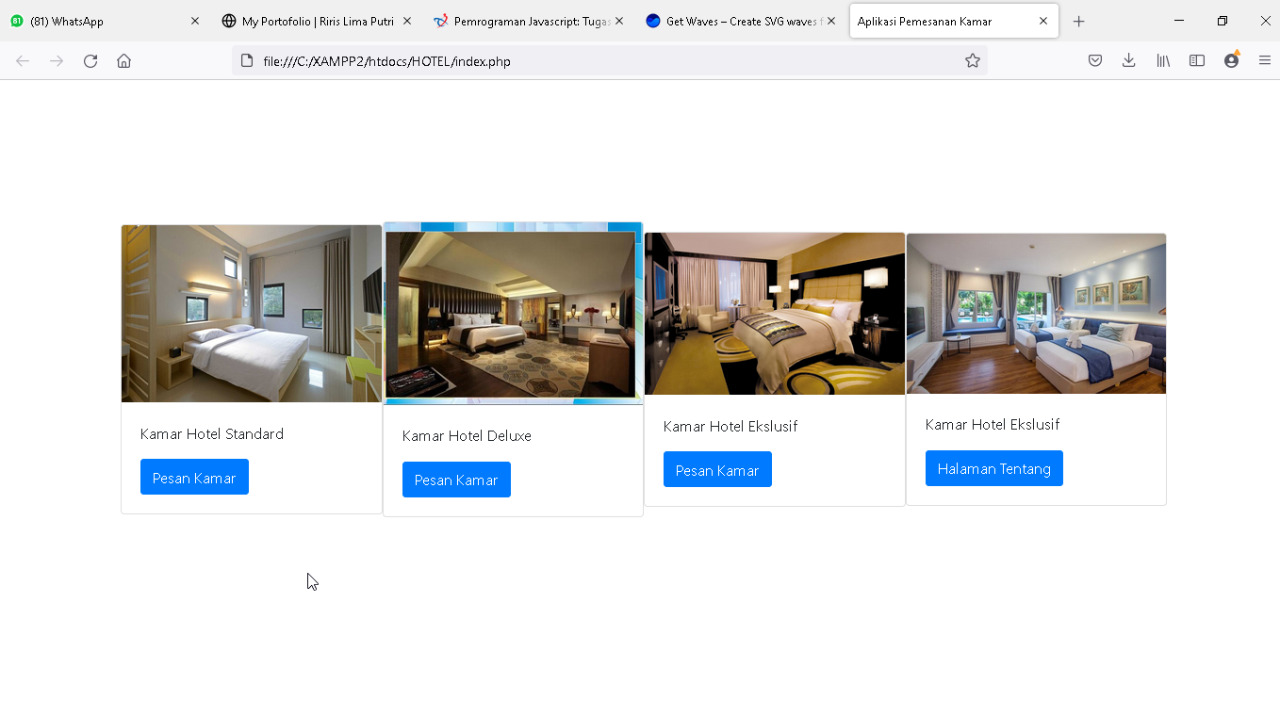 (81) WhatsApp
My Portofolio | Riris Lima Putri
Pemrograman Javascript: Tugas
Get Waves – Create SVG waves f
Aplikasi Pemesanan Kamar
file:///C:/XAMPP2/htdocs/HOTEL/index.php
Kamar Hotel Standard
Pesan Kamar
Kamar Hotel Deluxe
Pesan Kamar
Kamar Hotel Ekslusif
Pesan Kamar
Kamar Hotel Ekslusif
Halaman Tentang